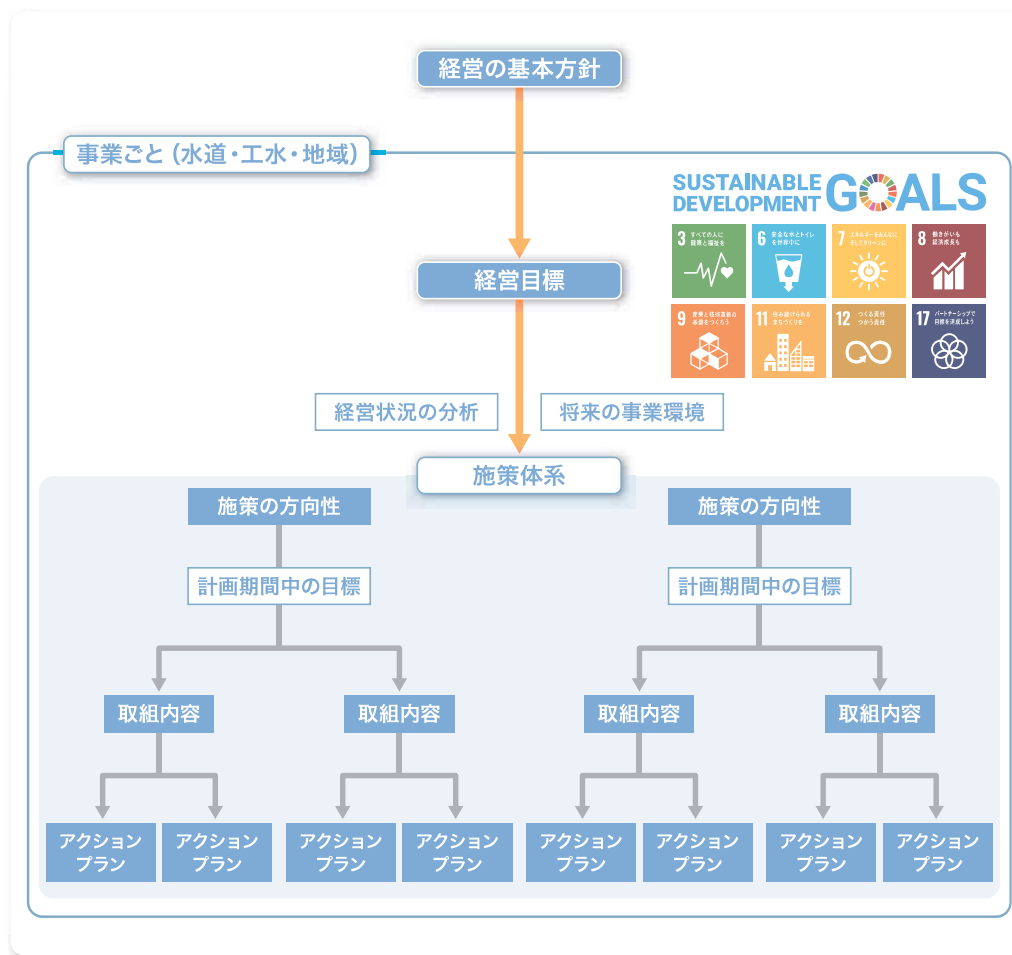 経営の基本方針
事業ごと（水道・工水・地域）
SUSTAINABLE
DEVELOPMENT
GOALS
経営目標
3 すべての人に
健康と福祉を
6 安全な水とトイレ
を世界中に
7 エネルギーをみんなに
そしてクリーンに
8 働きがいも
経済成長も
9 産業と技術革新の
基盤をつくろう
11 住み続けられる
まちづくりを
12 つくる責任
つかう責任
17 パートナーシップで
目標を達成しよう
経営状況の分析
将来の事業環境
施策体系
施策の方向性
施策の方向性
計画期間中の目標
計画期間中の目標
取組内容
取組内容
取組内容
取組内容
アクション
プラン
アクション
プラン
アクション
プラン
アクション
プラン
アクション
プラン
アクション
プラン
アクション
プラン
アクション
プラン